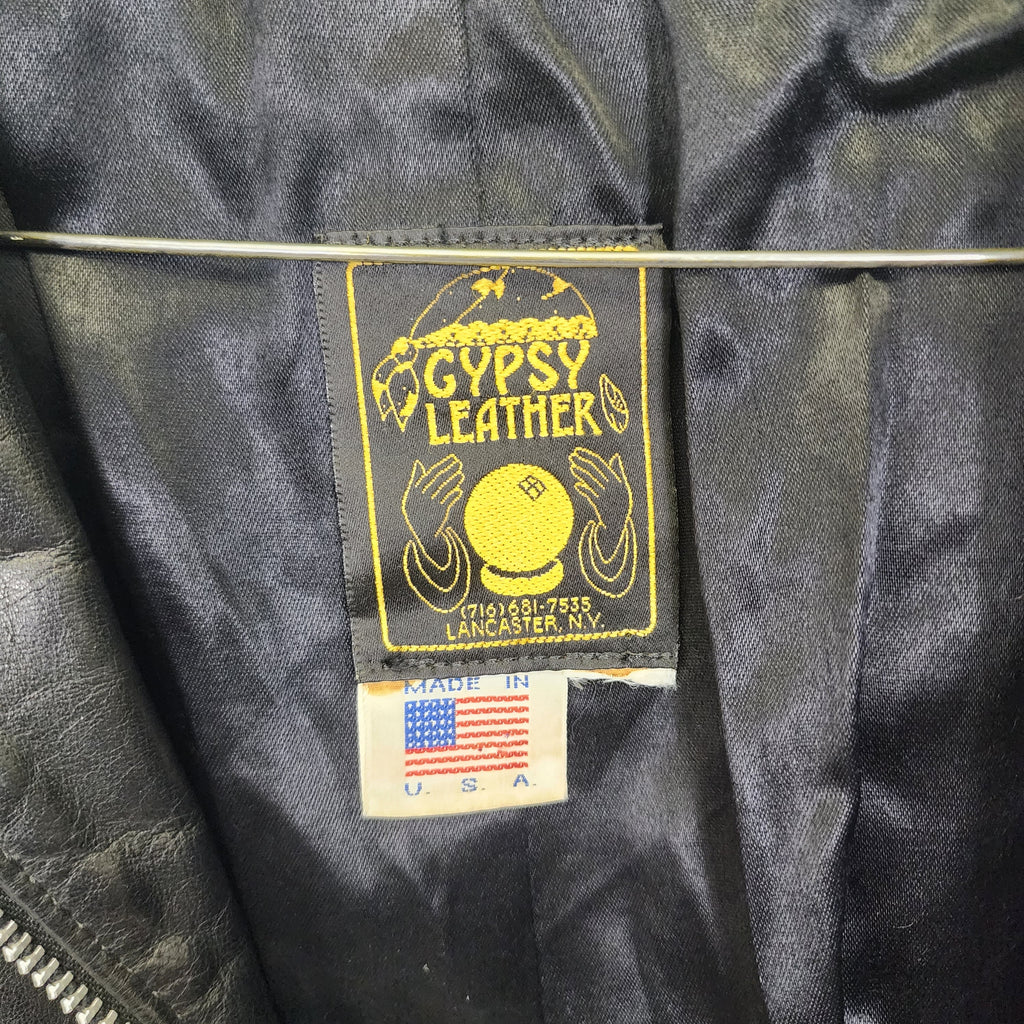 GYPSY
LEATHER
(716) 681-7535
LANCASTER, N.Y.
MADE IN
U. S. A.